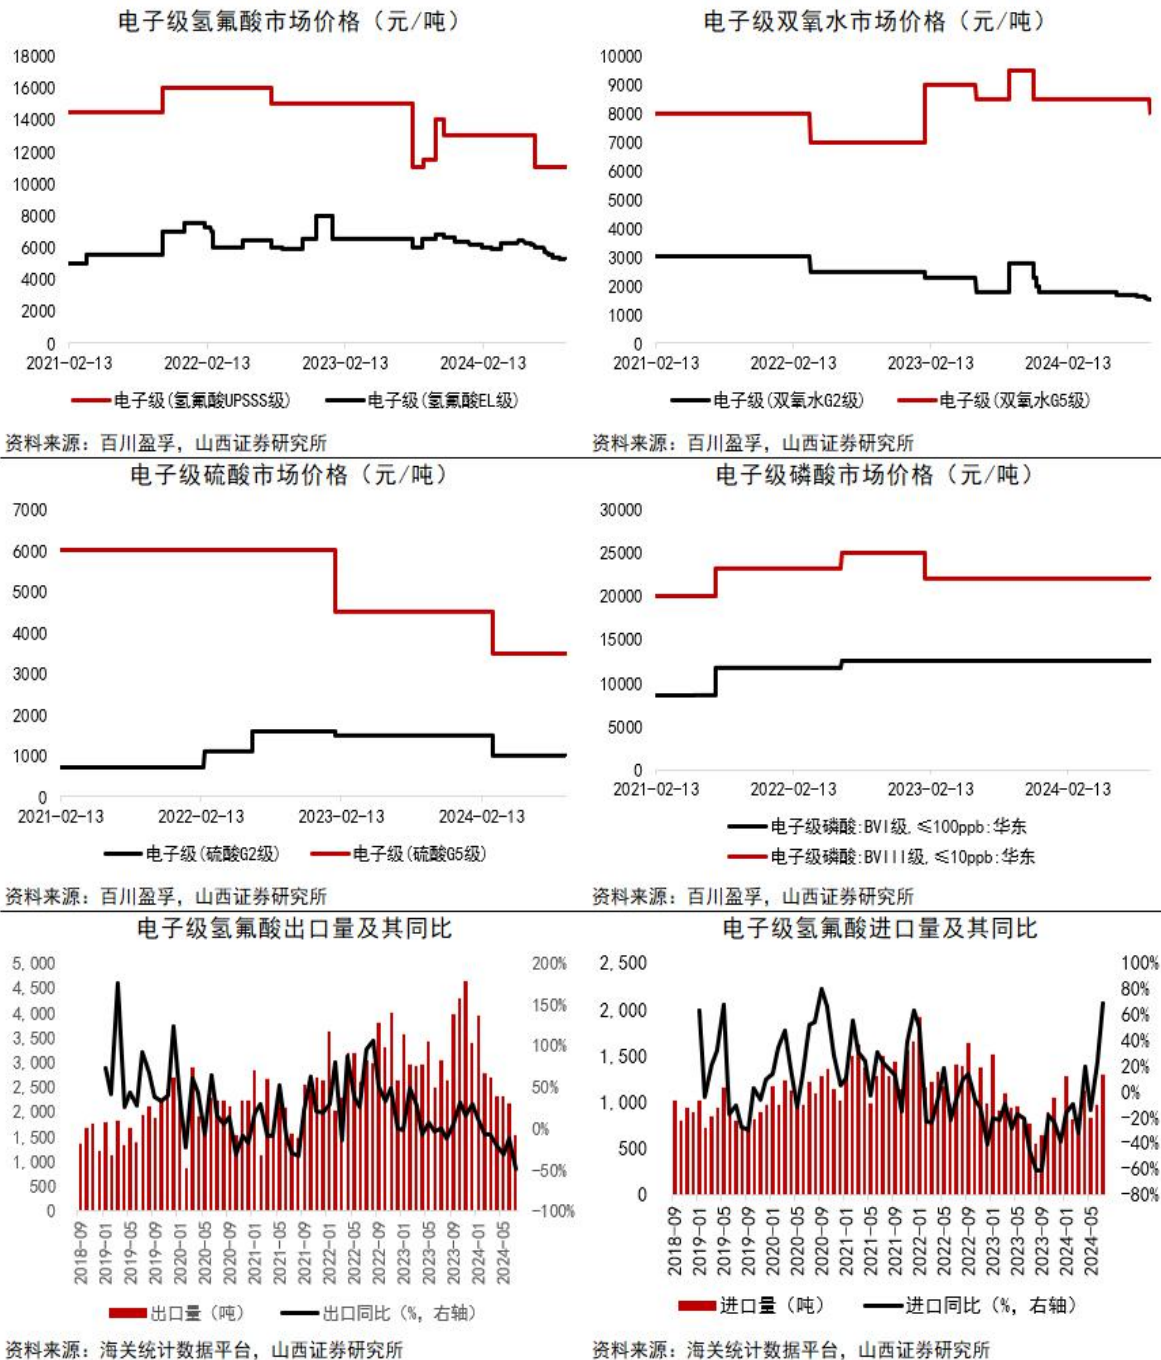 电子级氢氟酸市场价格（元/吨）
18000
16000
14000
12000
10000
8000
6000
4000
2000
0
2021-02-13 2022-02-13 2023-02-13 2024-02-13
电子级(氢氟酸UPSSS级) 电子级(氢氟酸EL级)
资料来源：百川盈孚，山西证券研究所
电子级双氧水市场价格（元/吨）
10000
9000
8000
7000
6000
5000
4000
3000
2000
1000
0
2021-02-13 2022-02-13 2023-02-13 2024-02-13
电子级(双氧水G2级) 电子级(双氧水G5级)
资料来源：百川盈孚，山西证券研究所
电子级硫酸市场价格（元/吨）
7000
6000
5000
4000
3000
2000
1000
0
2021-02-13 2022-02-13 2023-02-13 2024-02-13
电子级(硫酸G2级) 电子级(硫酸G5级)
资料来源：百川盈孚，山西证券研究所
电子级磷酸市场价格（元/吨）
30000
25000
20000
15000
10000
5000
0
2021-02-13 2022-02-13 2023-02-13 2024-02-13
电子级磷酸:BVI级,≤100ppb:华东
电子级磷酸:BVIII级,≤10ppb:华东
资料来源：百川盈孚，山西证券研究所
电子级氢氟酸出口量及其同比
5,000
4,500
4,000
3,500
3,000
2,500
2,000
1,500
1,000
500
0
200%
150%
100%
50%
0%
-50%
-100%
2018-09 2019-01 2019-05 2019-09 2020-01 2020-05 2020-09 2021-01 2021-05 2021-09 2022-01 2022-05 2022-09 2023-01 2023-05 2023-09 2024-01 2024-05
出口量（吨） 出口同比（%，右轴）
资料来源：海关统计数据平台，山西证券研究所
电子级氢氟酸进口量及其同比
2,500
2,000
1,500
1,000
500
0
100%
80%
60%
40%
20%
0%
-20%
-40%
-60%
-80%
2018-09 2019-01 2019-05 2019-09 2020-01 2020-05 2020-09 2021-01 2021-05 2021-09 2022-01 2022-05 2022-09 2023-01 2023-05 2023-09 2024-01 2024-05
进口量（吨） 进口同比（%，右轴）
资料来源：海关统计数据平台，山西证券研究所